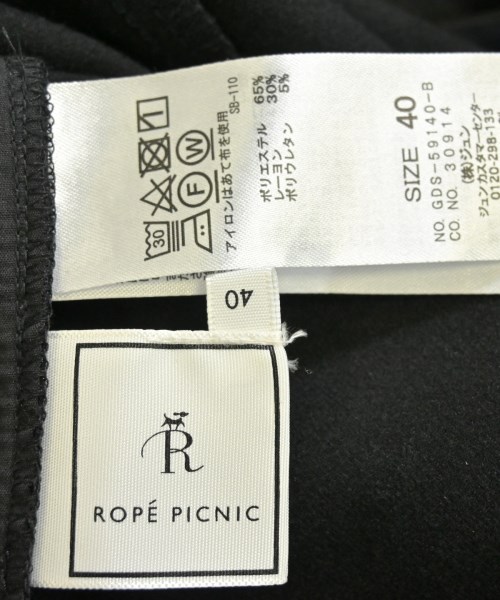 SB-110
アイロンはあて布を使用
ポリエステル 65%
レーヨン 30%
ポリウレタン 5%
SIZE 40
NO. GDS-59140-B
CO. NO. 30914
(株)ジュン
ジュンカスタマーセンター
0120-298-133
30
F
W
40
R
ROPÉ PICNIC